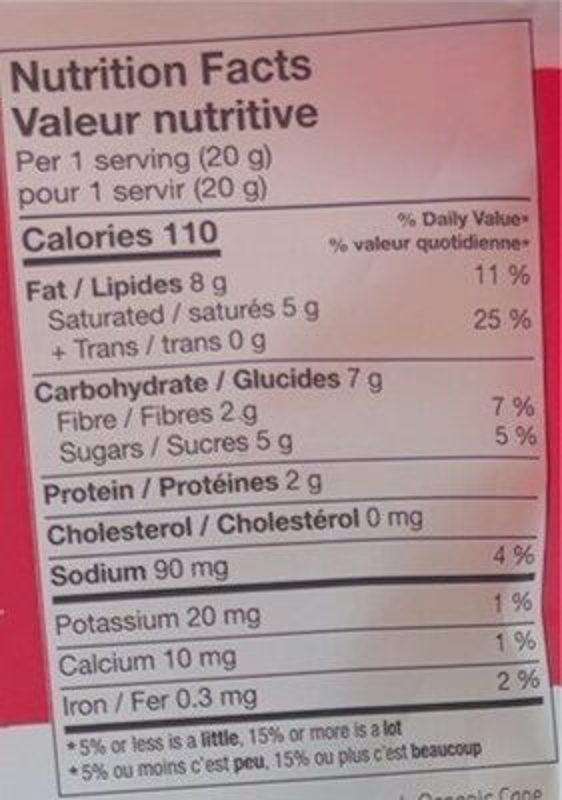 Nutrition Facts
Valeur nutritive
Per 1 serving (20 g)
pour 1 servir (20 g)
% Daily Value*
Calories 110
% valeur quotidienne*
Fat / Lipides 8 g 11 %
Saturated / saturés 5 g
+ Trans / trans 0 g 25 %
Carbohydrate / Glucides 7 g
Fibre / Fibres 2 g 7 %
Sugars / Sucres 5 g 5 %
Protein / Protéines 2 g
Cholesterol / Cholestérol 0 mg
Sodium 90 mg 4 %
Potassium 20 mg 1 %
Calcium 10 mg 1 %
Iron / Fer 0.3 mg 2 %
*5% or less is a little, 15% or more is a lot
*5% ou moins c'est peu, 15% ou plus c'est beaucoup
Organic Cane